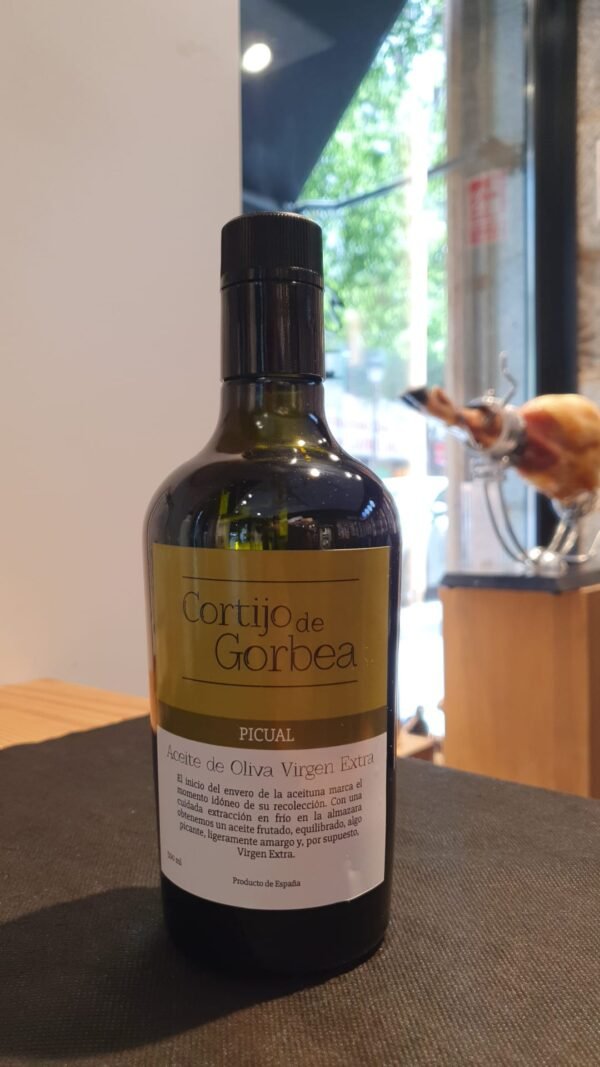 Cortijo de
Gorbea
PICUAL
Aceite de Oliva Virgen Extra
El inicio del envero de la aceituna marca el
momento idóneo de su recolección. Con una
cuidada extracción en frío en la almazara
obtenemos un aceite frutado, equilibrado, algo
picante, ligeramente amargo y, por supuesto,
Virgen Extra.
ml
Producto de España